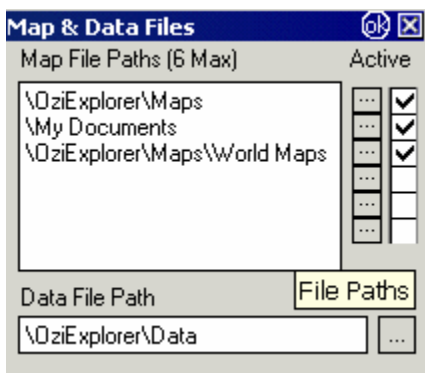 Map & Data Files ok
Map File Paths (6 Max) Active
\OziExplorer\Maps ...
\My Documents ...
\OziExplorer\Maps\World Maps ...
...
...
...
File Paths
Data File Path
\OziExplorer\Data ...